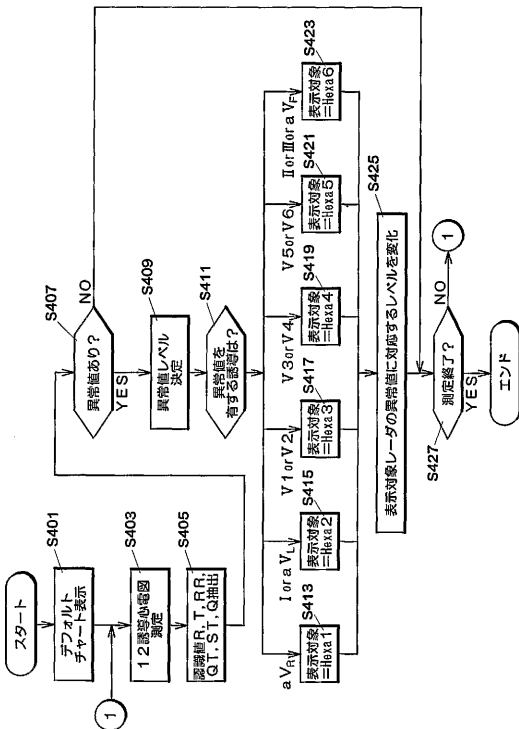 スタート
S401
デフォルト
チャート表示
1
S403
12誘導心電図
測定
S405
認識値R, T, RR,
QT, ST, Q抽出
S407
異常値あり?
NO
YES
S409
異常値レベル
決定
S411
異常値を
有する誘導は?
aVR
S413
表示対象
=Hexa1
I or aVL
S415
表示対象
=Hexa2
V1 or V2
S417
表示対象
=Hexa3
V3 or V4
S419
表示対象
=Hexa4
V5 or V6
S421
表示対象
=Hexa5
II or III or aVF
S423
表示対象
=Hexa6
S425
表示対象レーダの異常値に対応するレベルを変化
S427
測定終了?
NO
1
YES
エンド